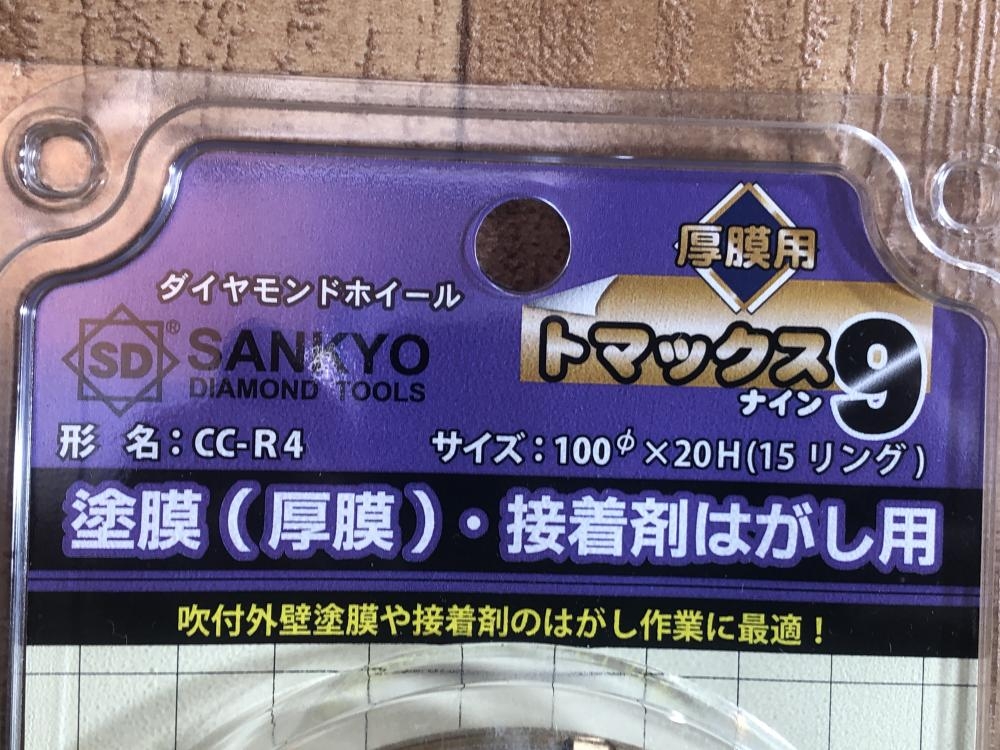 厚膜用
ダイヤモンドホイール
SD® SANKYO
DIAMOND TOOLS
トマックス9
ナイン
形 名：CC-R4 サイズ：100φ×20H(15 リング)
塗膜（厚膜）・接着剤はがし用
吹付外壁塗膜や接着剤のはがし作業に最適！